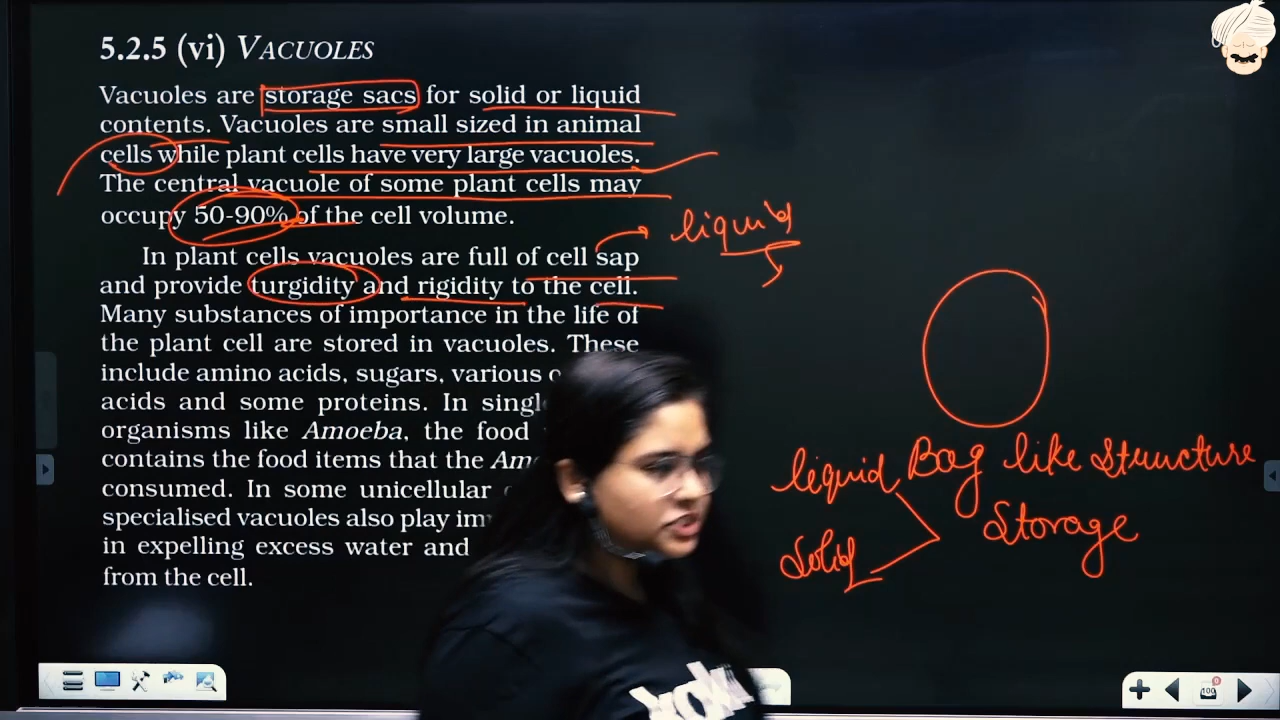 5.2.5 (vi) VACUOLES
Vacuoles are storage sacs for solid or liquid
contents. Vacuoles are small sized in animal
cells while plant cells have very large vacuoles.
The central vacuole of some plant cells may
occupy 50-90% of the cell volume.
In plant cells vacuoles are full of cell sap
and provide turgidity and rigidity to the cell.
Many substances of importance in the life of
the plant cell are stored in vacuoles. These
include amino acids, sugars, various
acids and some proteins. In
organisms like Amoeba, the food
contains the food items that the
consumed. In some unicellular
specialised vacuoles also play
in expelling excess water and
from the cell.
liquid
liquid Bag like structure
Solid Storage
100
0